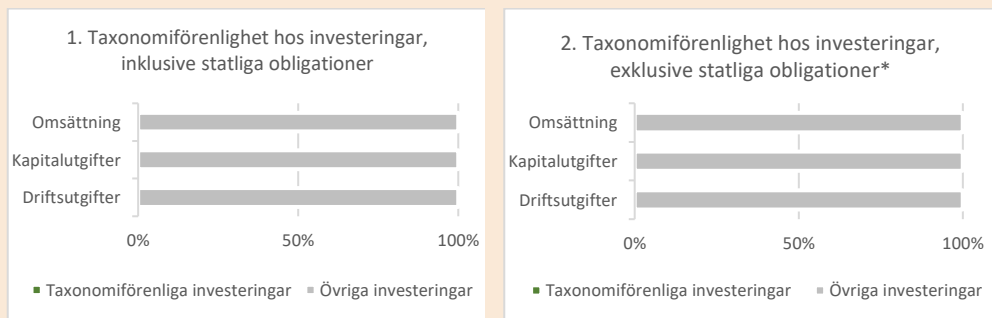 1. Taxonomiförenlighet hos investeringar,
inklusive statliga obligationer
Omsättning
Kapitalutgifter
Driftsutgifter
0% 50% 100%
Taxonomiförenliga investeringar Övriga investeringar
2. Taxonomiförenlighet hos investeringar,
exklusive statliga obligationer*
Omsättning
Kapitalutgifter
Driftsutgifter
0% 50% 100%
Taxonomiförenliga investeringar Övriga investeringar